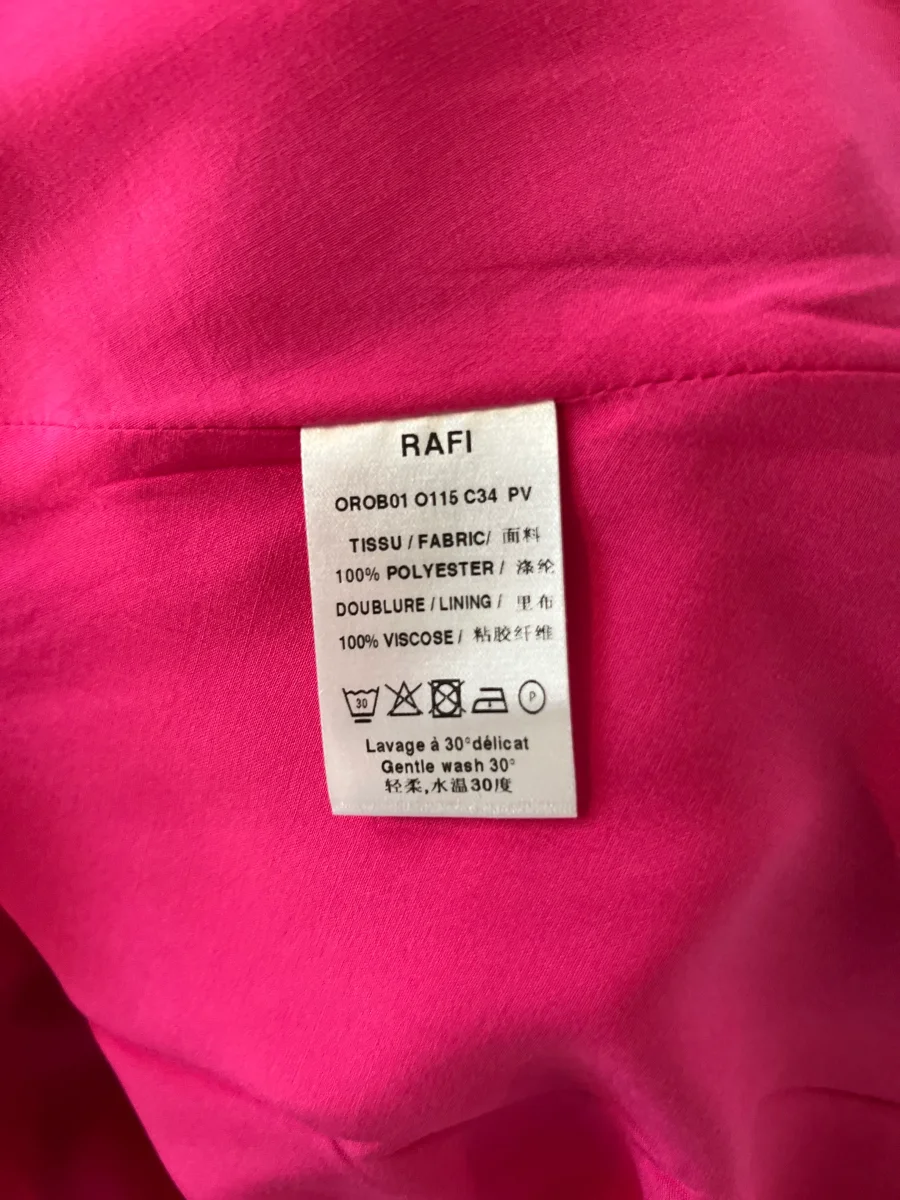 RAFI
OROB01 O115 C34 PV
TISSU / FABRIC/ 面料
100% POLYESTER / 涤纶
DOUBLURE / LINING / 里布
100% VISCOSE / 粘胶纤维
30 P
Lavage à 30°délicat
Gentle wash 30°
轻柔,水温30度